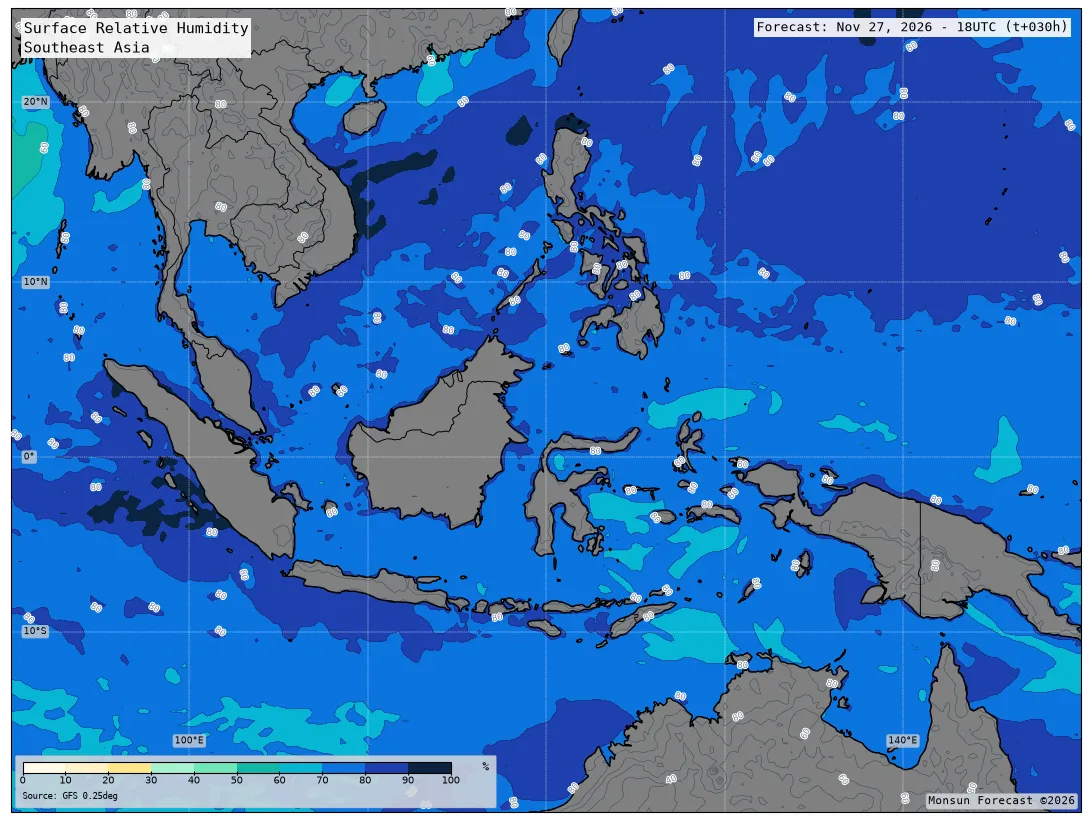 Surface Relative Humidity
Southeast Asia
Forecast: Nov 27, 2026 - 18UTC (t+030h)
20°N
10°N
0°
10°S
100°E
140°E
0 10 20 30 40 50 60 70 80 90 100
%
Source: GFS 0.25deg
Monsun Forecast ©2026